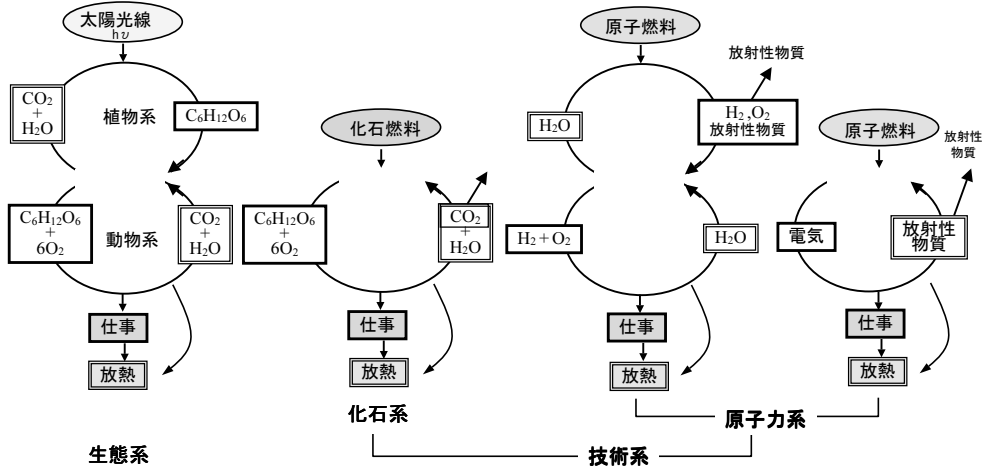 太陽光線
hν
CO₂
+
H₂O
植物系
C₆H₁₂O₆
C₆H₁₂O₆
+
6O₂
動物系
CO₂
+
H₂O
仕事
放熱
生態系
化石燃料
C₆H₁₂O₆
+
6O₂
CO₂
+
H₂O
仕事
放熱
化石系
原子燃料
放射性物質
H₂O
H₂ ,O₂
放射性物質
H₂ + O₂
H₂O
仕事
放熱
原子燃料
放射性
物質
電気
放射性
物質
仕事
放熱
原子力系
技術系